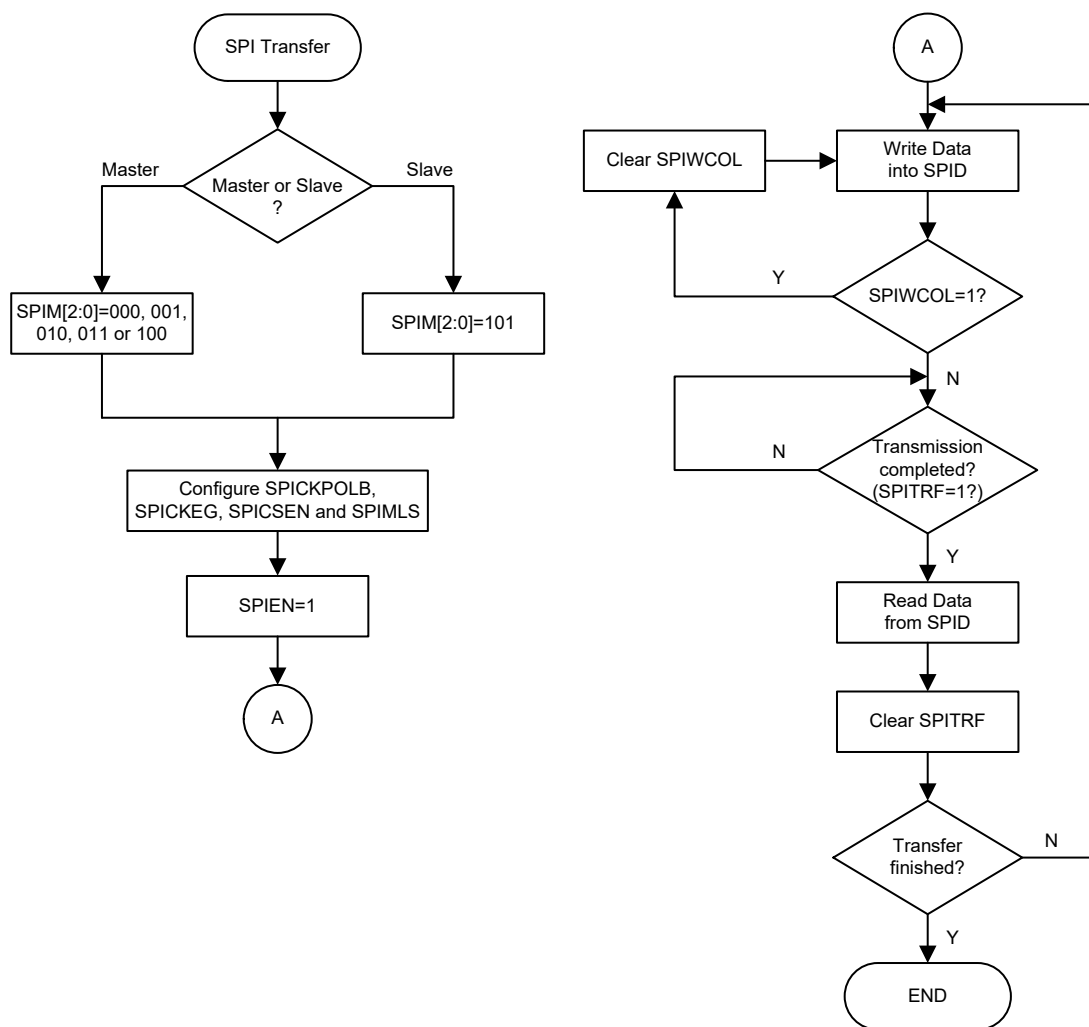 SPI Transfer
Master
Master or Slave
?
Slave
SPIM[2:0]=000, 001,
010, 011 or 100
SPIM[2:0]=101
Configure SPICKPOLB,
SPICKEG, SPICSEN and SPIMLS
SPIEN=1
A
A
Clear SPIWCOL
Write Data
into SPID
Y
SPIWCOL=1?
N
N
Transmission
completed?
(SPITRF=1?)
Y
Read Data
from SPID
Clear SPITRF
Transfer
finished?
N
Y
END